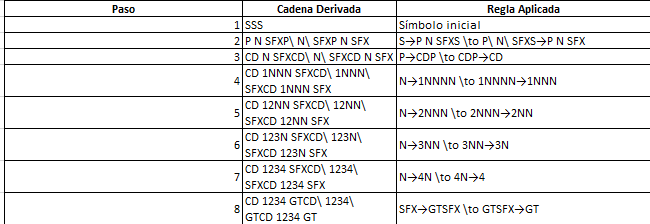 Paso Cadena Derivada Regla Aplicada
1 SSS Símbolo inicial
2 P N SFXP\ N\ SFXP N SFX S→P N SFXS \to P\ N\ SFXS→P N SFX
3 CD N SFXCD\ N\ SFXCD N SFX P→CDP \to CDP→CD
4 CD 1NNN SFXCD\ 1NNN\
SFXCD 1NNN SFX N→1NNNN \to 1NNNN→1NNN
5 CD 12NN SFXCD\ 12NN\
SFXCD 12NN SFX N→2NNN \to 2NNN→2NN
6 CD 123N SFXCD\ 123N\
SFXCD 123N SFX N→3NN \to 3NN→3N
7 CD 1234 SFXCD\ 1234\
SFXCD 1234 SFX N→4N \to 4N→4
8 CD 1234 GTCD\ 1234\
GTCD 1234 GT SFX→GTSFX \to GTSFX→GT